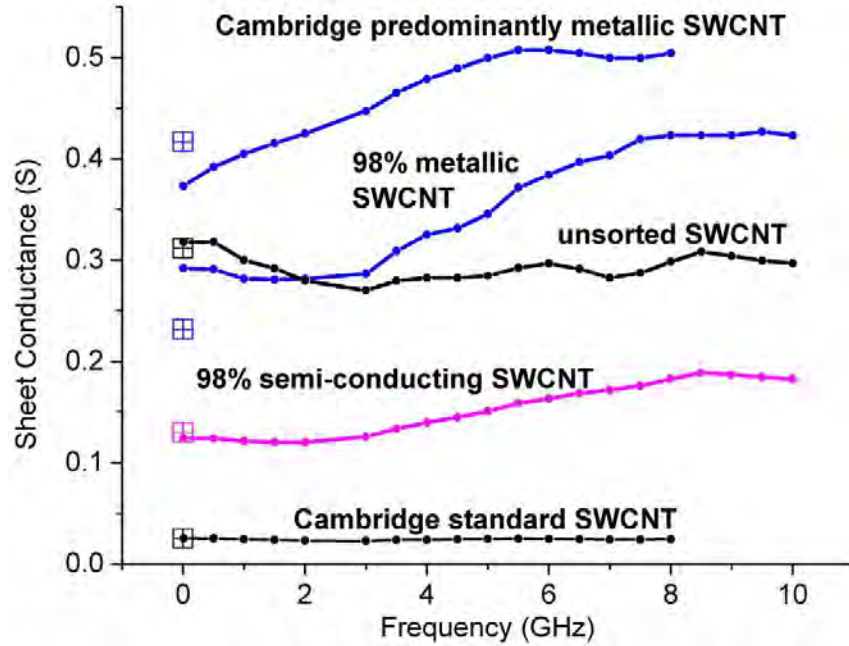 Cambridge predominantly metallic SWCNT
0.5
0.4
98% metallic
SWCNT
unsorted SWCNT
0.3
Sheet Conductance (S)
0.2
98% semi-conducting SWCNT
0.1
Cambridge standard SWCNT
0.0
0 2 4 6 8 10
Frequency (GHz)